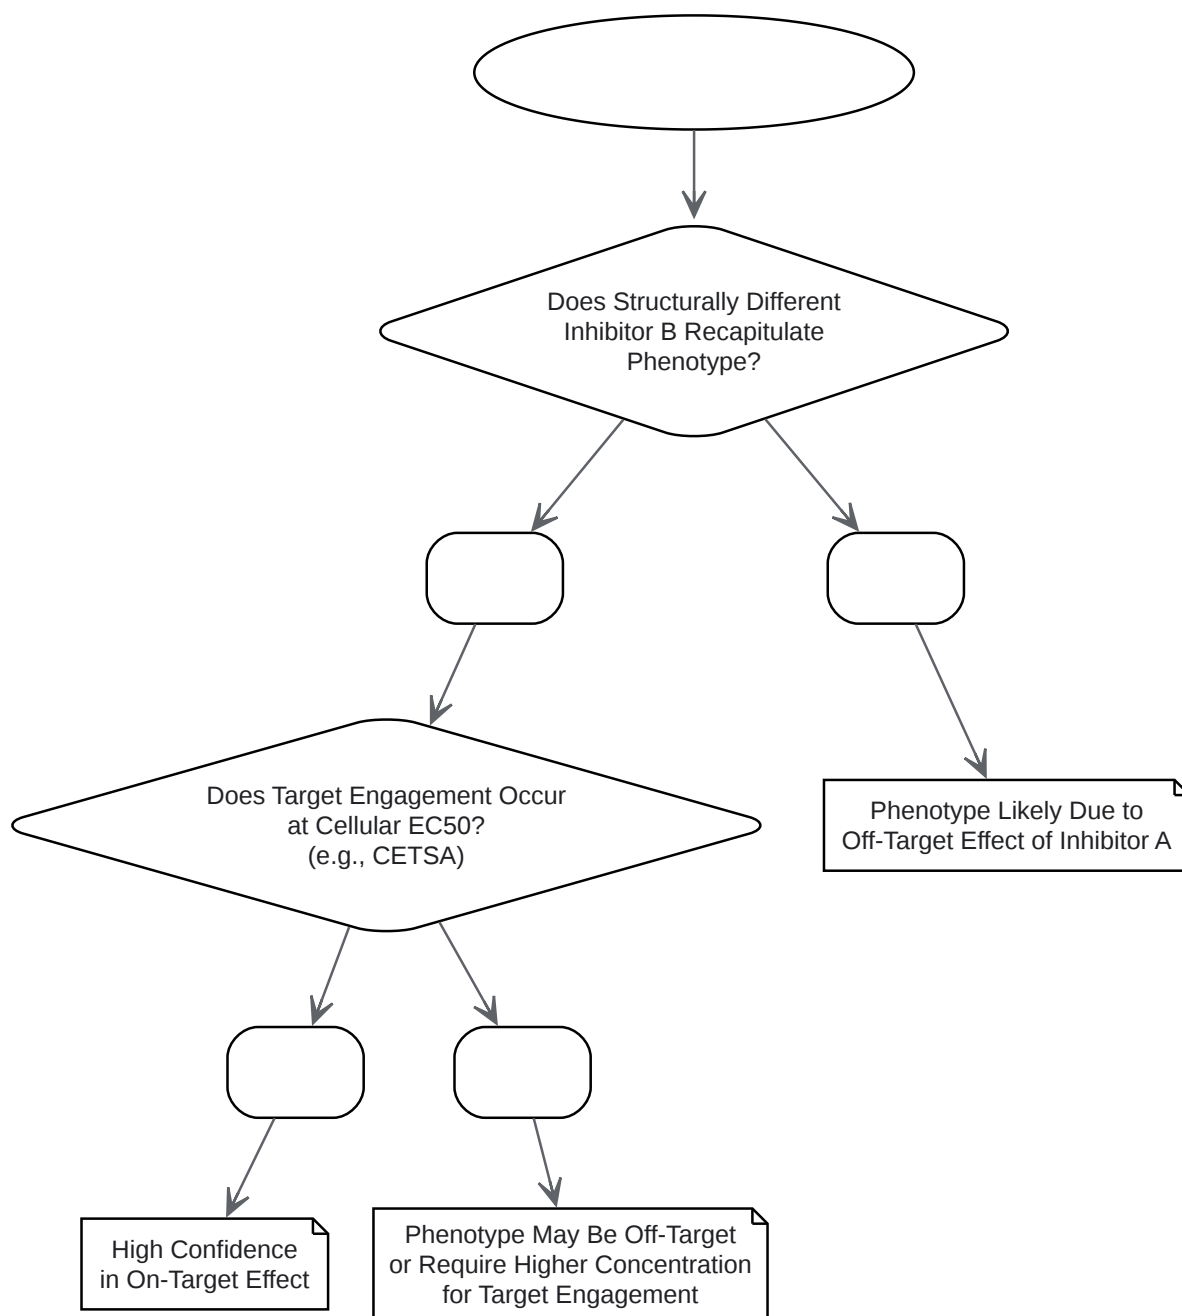 Does Structurally Different
Inhibitor B Recapitulate
Phenotype?
Does Target Engagement Occur
at Cellular EC50?
(e.g., CETSA)
Phenotype Likely Due to
Off-Target Effect of Inhibitor A
High Confidence
in On-Target Effect
Phenotype May Be Off-Target
or Require Higher Concentration
for Target Engagement